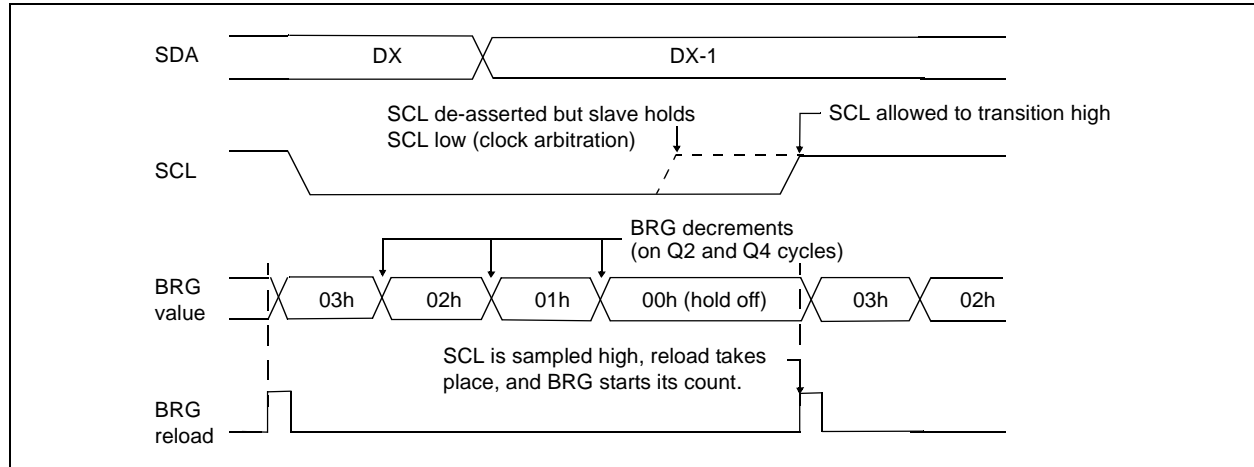 SDA
DX
DX-1
SCL de-asserted but slave holds
SCL low (clock arbitration)
SCL allowed to transition high
SCL
BRG decrements
(on Q2 and Q4 cycles)
BRG
value
03h
02h
01h
00h (hold off)
03h
02h
SCL is sampled high, reload takes
place, and BRG starts its count.
BRG
reload